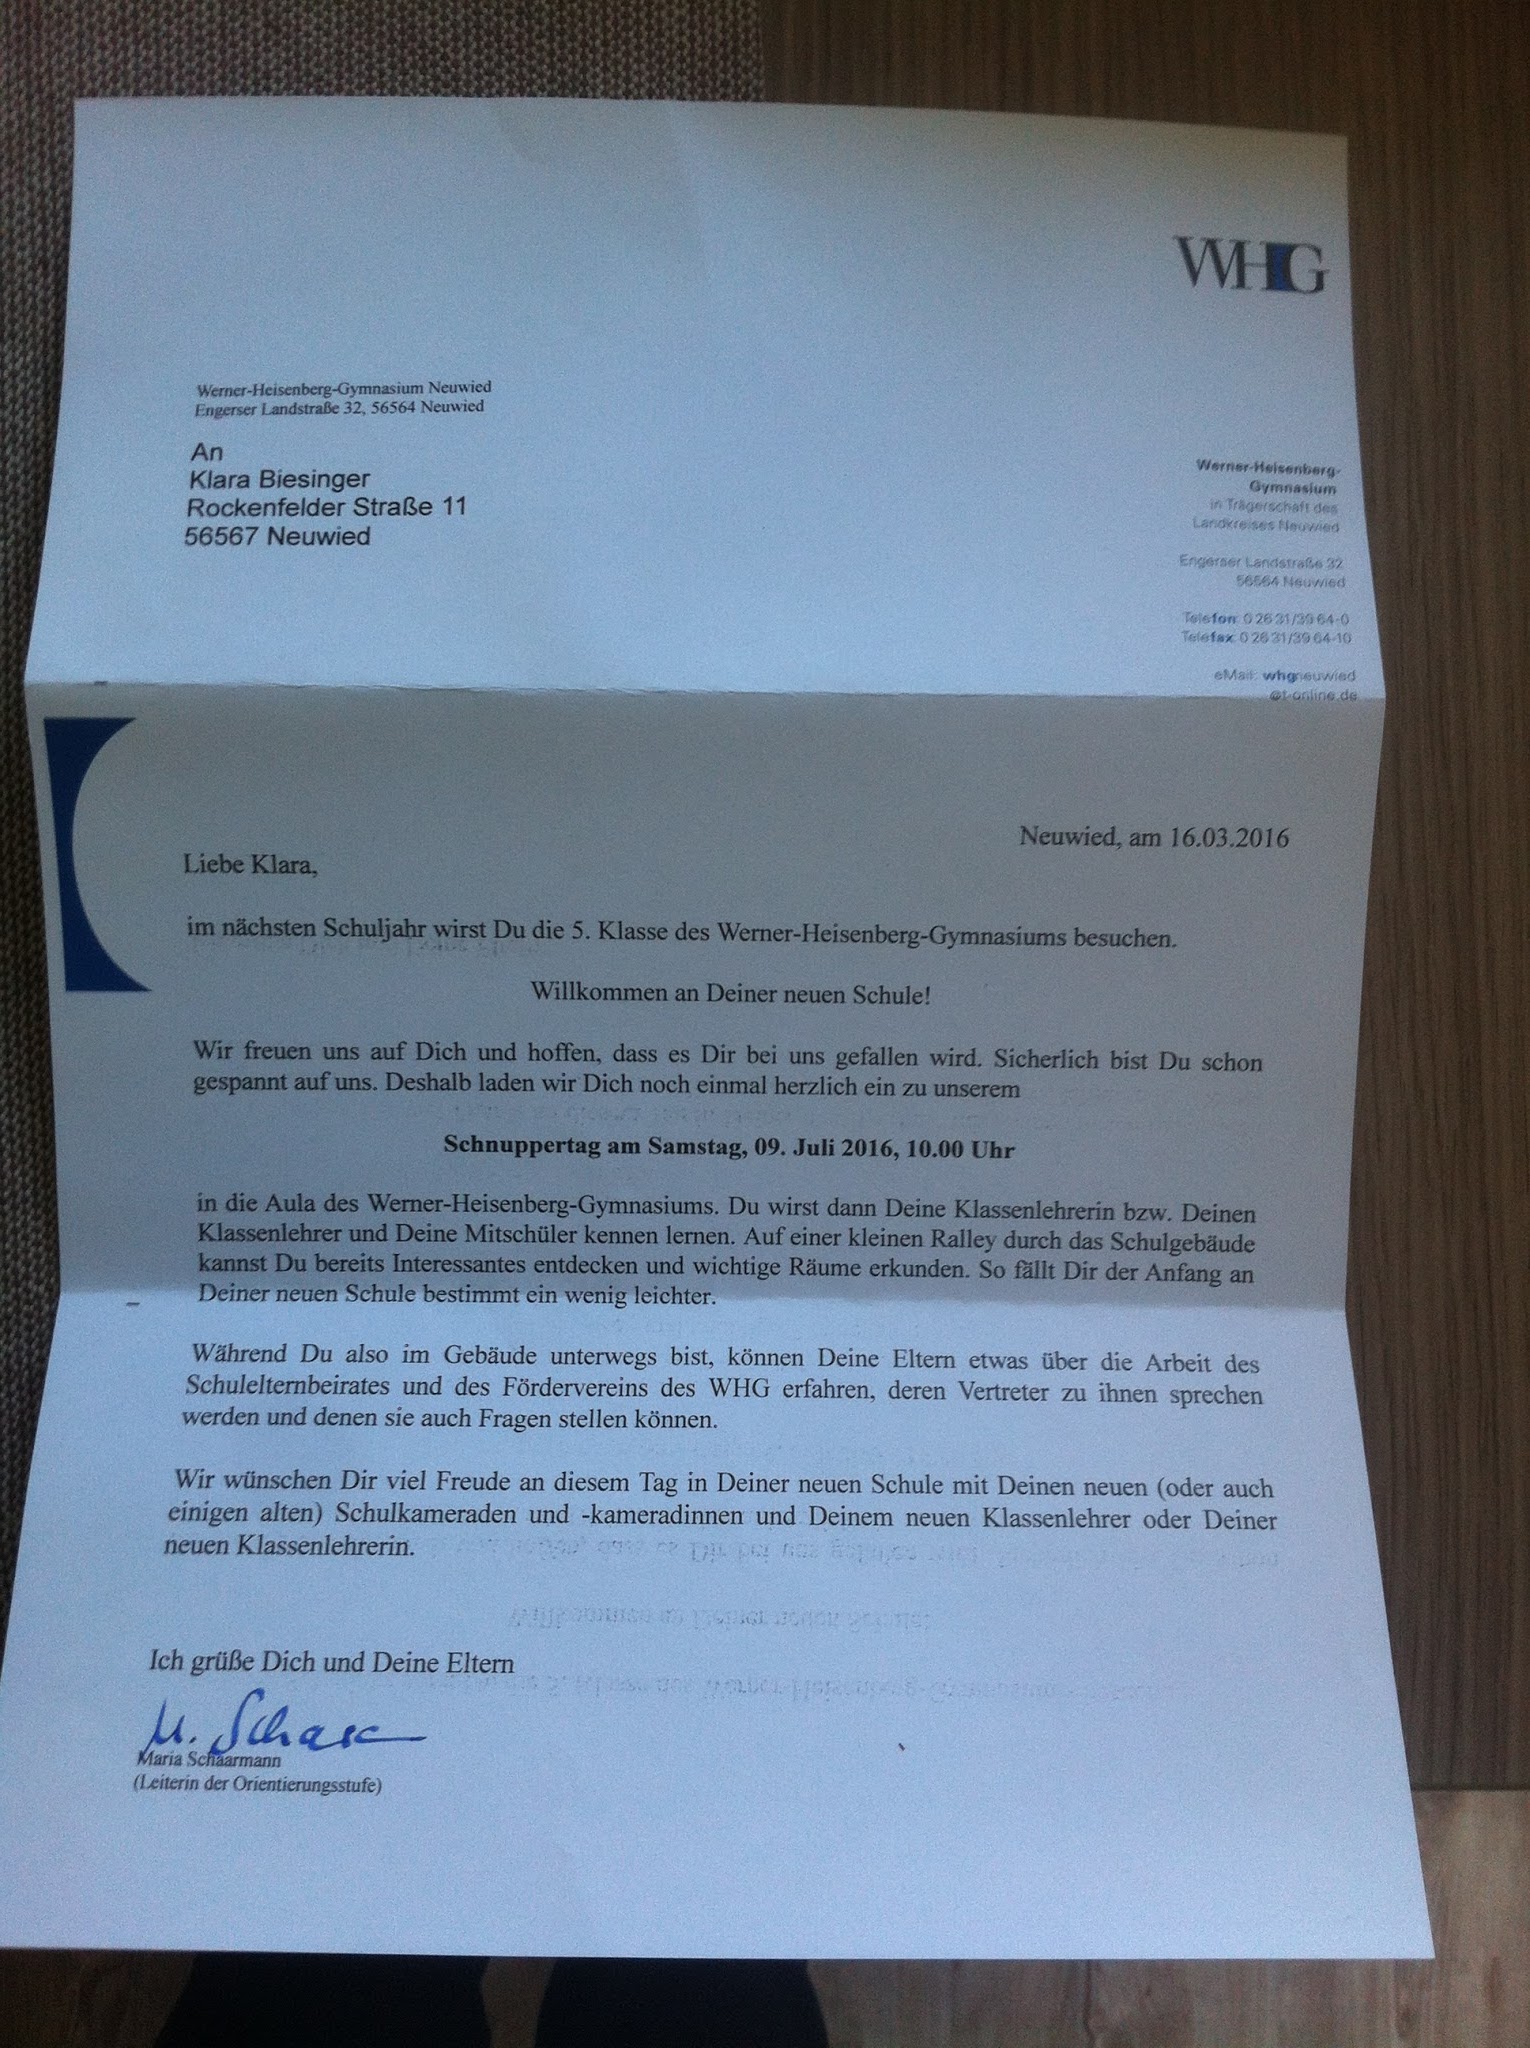 WHG
Werner-Heisenberg-Gymnasium Neuwied
Engerser Landstraße 32, 56564 Neuwied
An
Klara Biesinger
Rockenfelder Straße 11
56567 Neuwied
Werner-Heisenberg-
Gymnasium
in Trägerschaft des
Landkreises Neuwied
Engerser Landstraße 32
56564 Neuwied
Telefon: 0 26 31/39 64-0
Telefax: 0 26 31/39 64-10
eMail: whgneuwied
@t-online.de
Neuwied, am 16.03.2016
Liebe Klara,
im nächsten Schuljahr wirst Du die 5. Klasse des Werner-Heisenberg-Gymnasiums besuchen.
Willkommen an Deiner neuen Schule!
Wir freuen uns auf Dich und hoffen, dass es Dir bei uns gefallen wird. Sicherlich bist Du schon
gespannt auf uns. Deshalb laden wir Dich noch einmal herzlich ein zu unserem
Schnuppertag am Samstag, 09. Juli 2016, 10.00 Uhr
in die Aula des Werner-Heisenberg-Gymnasiums. Du wirst dann Deine Klassenlehrerin bzw. Deinen
Klassenlehrer und Deine Mitschüler kennen lernen. Auf einer kleinen Ralley durch das Schulgebäude
kannst Du bereits Interessantes entdecken und wichtige Räume erkunden. So fällt Dir der Anfang an
Deiner neuen Schule bestimmt ein wenig leichter.
Während Du also im Gebäude unterwegs bist, können Deine Eltern etwas über die Arbeit des
Schulelternbeirates und des Fördervereins des WHG erfahren, deren Vertreter zu ihnen sprechen
werden und denen sie auch Fragen stellen können.
Wir wünschen Dir viel Freude an diesem Tag in Deiner neuen Schule mit Deinen neuen (oder auch
einigen alten) Schulkameraden und -kameradinnen und Deinem neuen Klassenlehrer oder Deiner
neuen Klassenlehrerin.
Ich grüße Dich und Deine Eltern
Maria Schaarmann
(Leiterin der Orientierungsstufe)